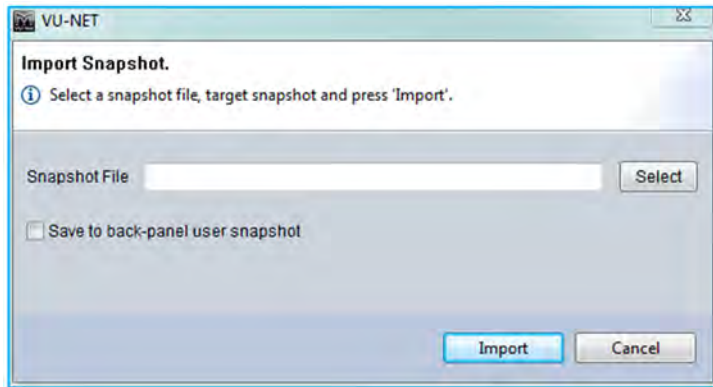 VU-NET
Import Snapshot.
Select a snapshot file, target snapshot and press 'Import'.
Snapshot File
Select
Save to back-panel user snapshot
Import
Cancel